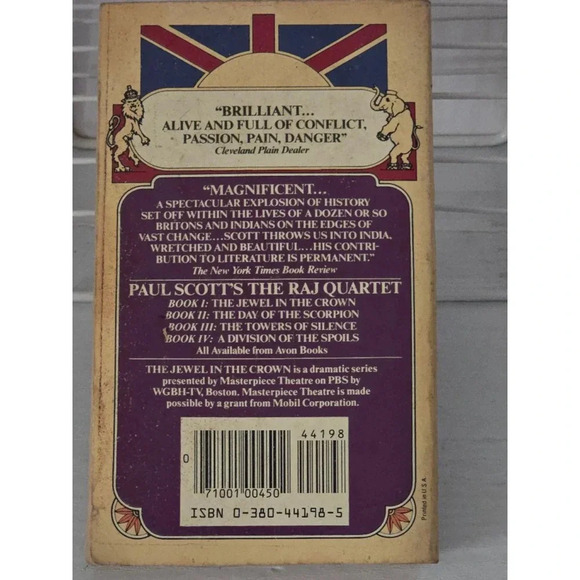 “BRILLIANT...
ALIVE AND FULL OF CONFLICT,
PASSION, PAIN, DANGER”
Cleveland Plain Dealer
“MAGNIFICENT...
A SPECTACULAR EXPLOSION OF HISTORY
SET OFF WITHIN THE LIVES OF A DOZEN OR SO
BRITONS AND INDIANS ON THE EDGES OF
VAST CHANGE...SCOTT THROWS US INTO INDIA,
WRETCHED AND BEAUTIFUL...HIS CONTRI-
BUTION TO LITERATURE IS PERMANENT.”
The New York Times Book Review
PAUL SCOTT'S THE RAJ QUARTET
BOOK I: THE JEWEL IN THE CROWN
BOOK II: THE DAY OF THE SCORPION
BOOK III: THE TOWERS OF SILENCE
BOOK IV: A DIVISION OF THE SPOILS
All Available from Avon Books
THE JEWEL IN THE CROWN is a dramatic series
presented by Masterpiece Theatre on PBS by
WGBH-TV, Boston. Masterpiece Theatre is made
possible by a grant from Mobil Corporation.
44198
0
71001 00450
ISBN 0-380-44198-5
Printed in U.S.A.